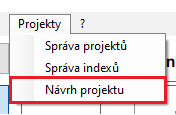 Projekty ?
Správa projektů
Správa indexů
Návrh projektu